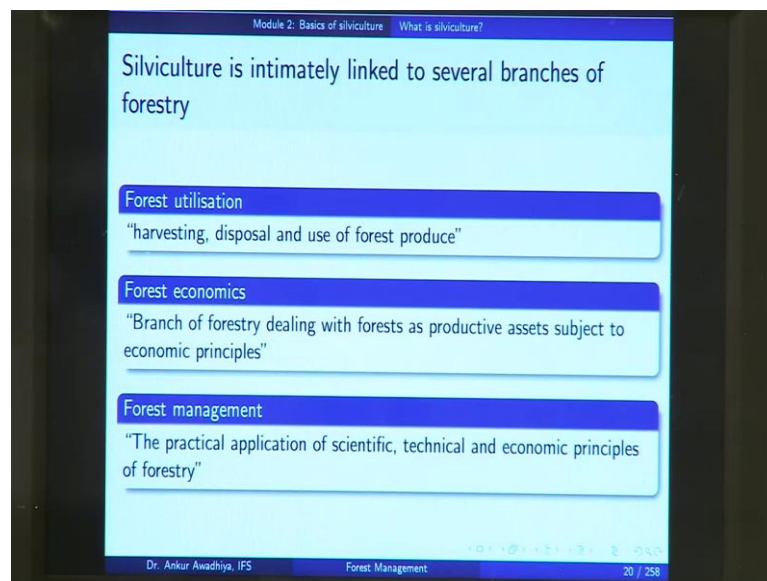 Module 2: Basics of silviculture What is silviculture?
Silviculture is intimately linked to several branches of
forestry
Forest utilisation
“harvesting, disposal and use of forest produce”
Forest economics
“Branch of forestry dealing with forests as productive assets subject to
economic principles”
Forest management
“The practical application of scientific, technical and economic principles
of forestry”
Dr. Ankur Awadhiya, IFS Forest Management 20 / 258